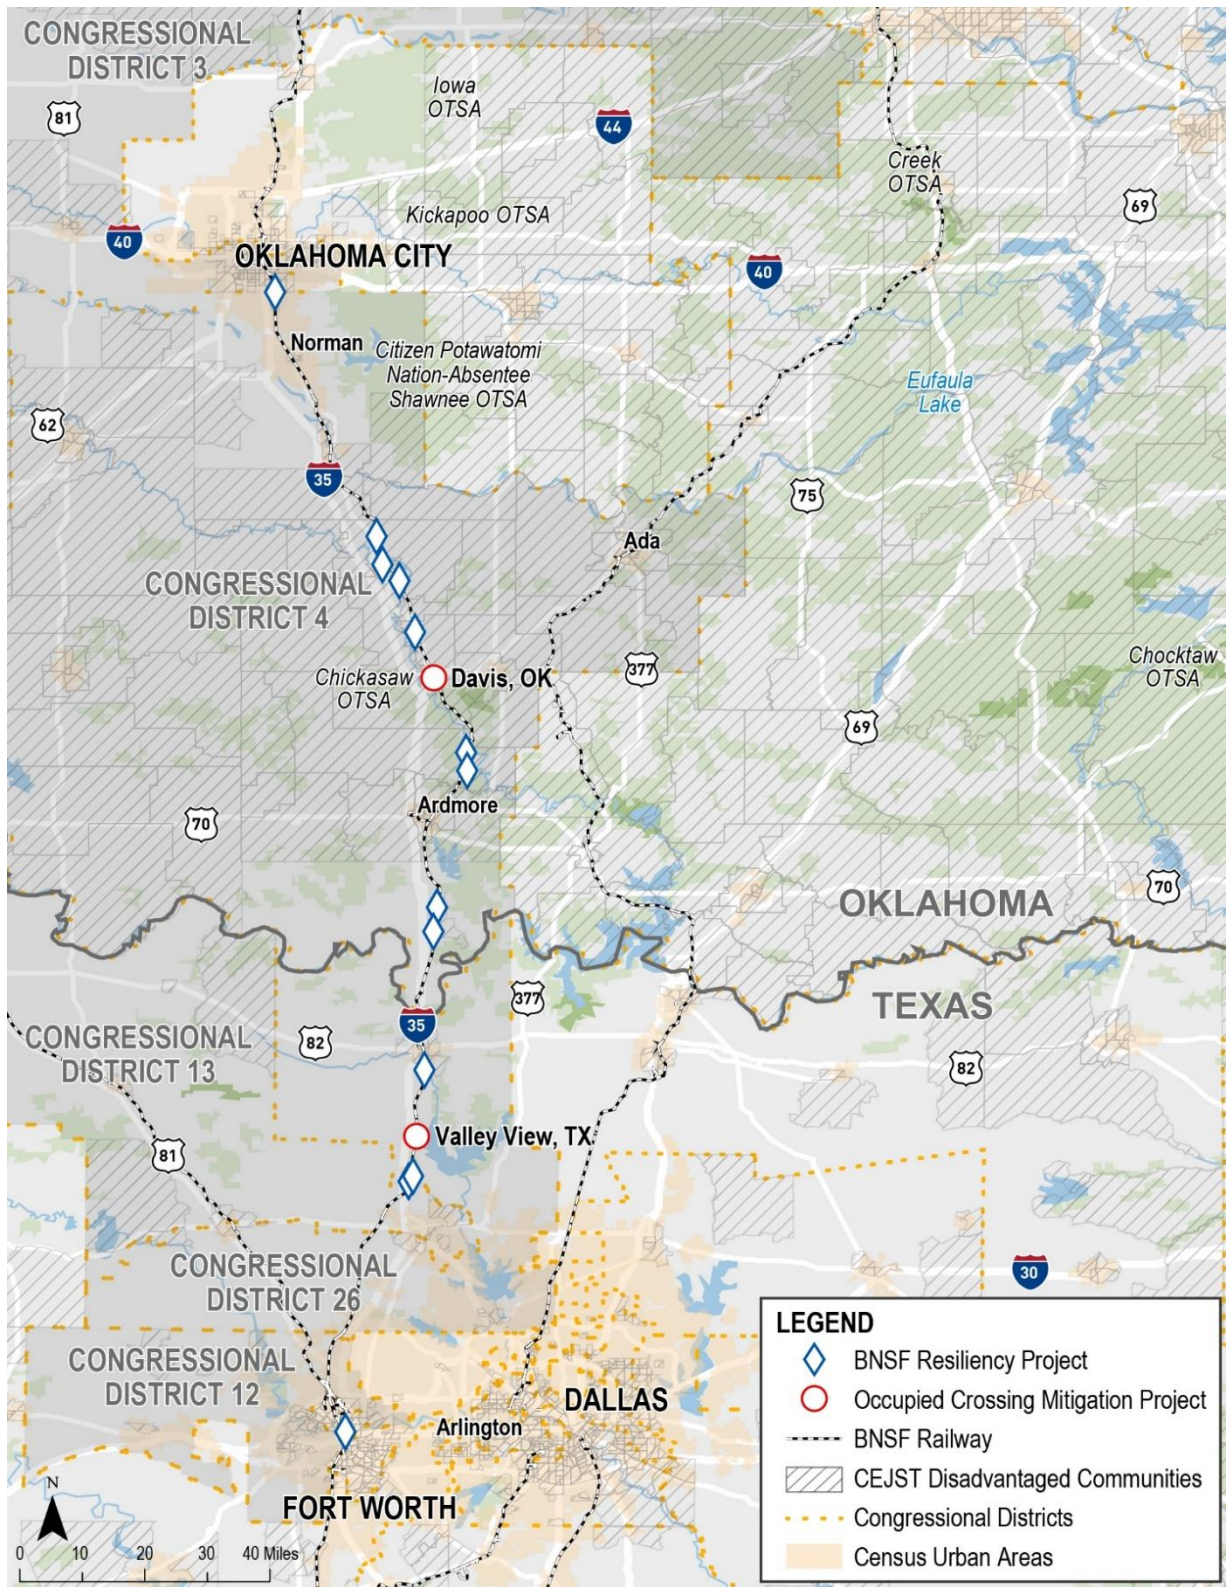 CONGRESSIONAL
DISTRICT 3
81
Iowa
OTSA
44
Creek
OTSA
69
Kickapoo OTSA
40
OKLAHOMA CITY
40
Norman
Citizen Potawatomi
Nation-Absentee
Shawnee OTSA
Eufaula
Lake
62
35
75
Ada
CONGRESSIONAL
DISTRICT 4
Chickasaw
OTSA
Davis, OK
377
Chocktaw
OTSA
69
Ardmore
70
70
OKLAHOMA
TEXAS
377
35
CONGRESSIONAL
DISTRICT 13
82
82
Valley View, TX
81
CONGRESSIONAL
DISTRICT 26
30
CONGRESSIONAL
DISTRICT 12
DALLAS
Arlington
FORT WORTH
N
0 10 20 30 40 Miles
LEGEND
BNSF Resiliency Project
Occupied Crossing Mitigation Project
BNSF Railway
CEJST Disadvantaged Communities
Congressional Districts
Census Urban Areas